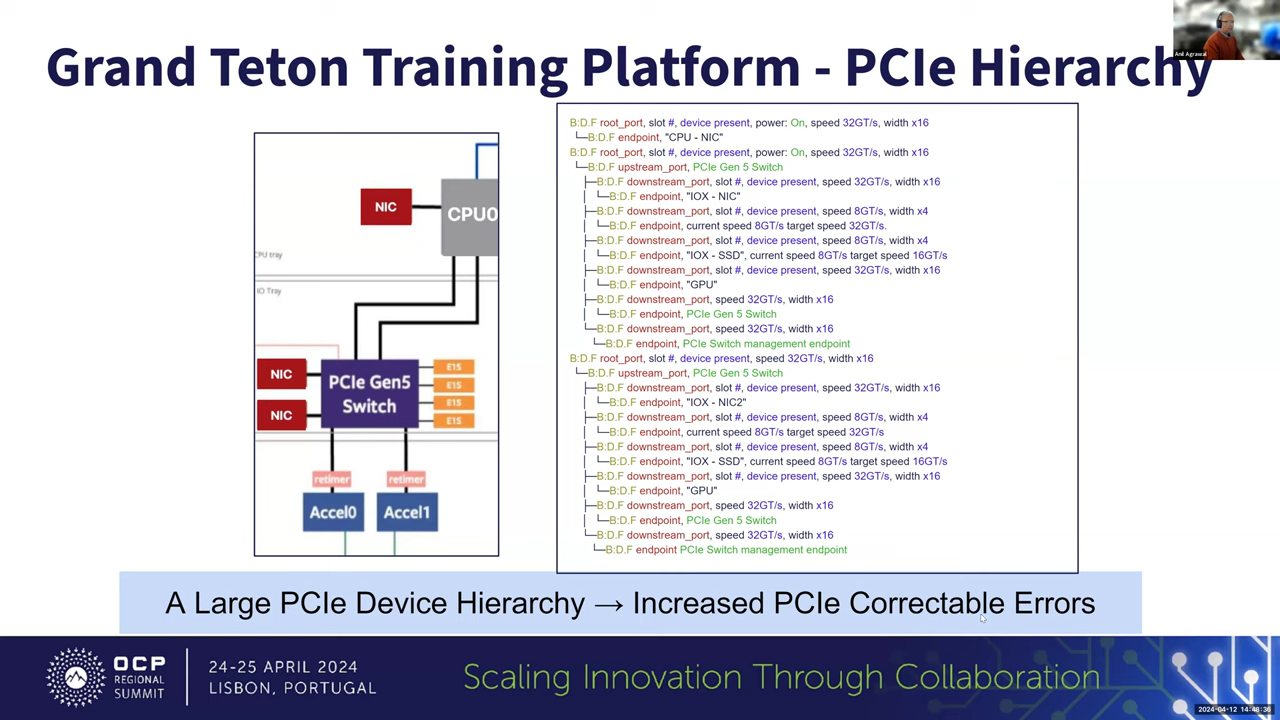 Grand Teton Training Platform - PCIe Hierarchy
Anil Agrawal
NIC
CPU0
CPU tray
IO Tray
NIC
NIC
PCIe Gen5
Switch
E1S
E1S
E1S
E1S
retimer
retimer
Accel0
Accel1
B:D.F root_port, slot #, device present, power: On, speed 32GT/s, width x16
└─B:D.F endpoint, "CPU - NIC"
B:D.F root_port, slot #, device present, power: On, speed 32GT/s, width x16
└─B:D.F upstream_port, PCIe Gen 5 Switch
├─B:D.F downstream_port, slot #, device present, speed 32GT/s, width x16
│ └─B:D.F endpoint, "IOX - NIC"
├─B:D.F downstream_port, slot #, device present, speed 8GT/s, width x4
│ └─B:D.F endpoint, current speed 8GT/s target speed 32GT/s.
├─B:D.F downstream_port, slot #, device present, speed 8GT/s, width x4
│ └─B:D.F endpoint, "IOX - SSD", current speed 8GT/s target speed 16GT/s
├─B:D.F downstream_port, slot #, device present, speed 32GT/s, width x16
│ └─B:D.F endpoint, "GPU"
├─B:D.F downstream_port, speed 32GT/s, width x16
│ └─B:D.F endpoint, PCIe Gen 5 Switch
└─B:D.F downstream_port, speed 32GT/s, width x16
└─B:D.F endpoint, PCIe Switch management endpoint
B:D.F root_port, slot #, device present, speed 32GT/s, width x16
└─B:D.F upstream_port, PCIe Gen 5 Switch
├─B:D.F downstream_port, slot #, device present, speed 32GT/s, width x16
│ └─B:D.F endpoint, "IOX - NIC2"
├─B:D.F downstream_port, slot #, device present, speed 8GT/s, width x4
│ └─B:D.F endpoint, current speed 8GT/s target speed 32GT/s
├─B:D.F downstream_port, slot #, device present, speed 8GT/s, width x4
│ └─B:D.F endpoint, "IOX - SSD", current speed 8GT/s target speed 16GT/s
├─B:D.F downstream_port, slot #, device present, speed 32GT/s, width x16
│ └─B:D.F endpoint, "GPU"
├─B:D.F downstream_port, speed 32GT/s, width x16
│ └─B:D.F endpoint, PCIe Gen 5 Switch
└─B:D.F downstream_port, speed 32GT/s, width x16
└─B:D.F endpoint PCIe Switch management endpoint
A Large PCIe Device Hierarchy → Increased PCIe Correctable Errors
OCP
REGIONAL
SUMMIT
24-25 APRIL 2024
LISBON, PORTUGAL
Scaling Innovation Through Collaboration
2024-04-12 14:48:36